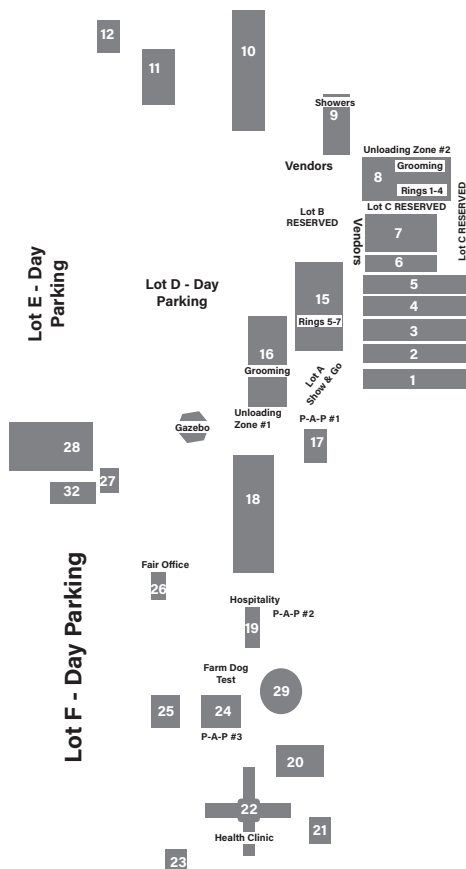 12
11
10
Showers
9
Unloading Zone #2
Vendors
8
Grooming
Rings 1-4
Lot C RESERVED
Lot C RESERVED
Lot B
RESERVED
Vendors
7
6
Lot E - Day
Parking
Lot D - Day
Parking
5
15
4
Rings 5-7
3
16
2
Grooming
Lot A
Show & Go
1
Unloading
Zone #1
P-A-P #1
Gazebo
17
28
27
32
18
Lot F - Day Parking
Fair Office
26
Hospitality
P-A-P #2
19
Farm Dog
Test
29
25
24
P-A-P #3
20
22
21
Health Clinic
23